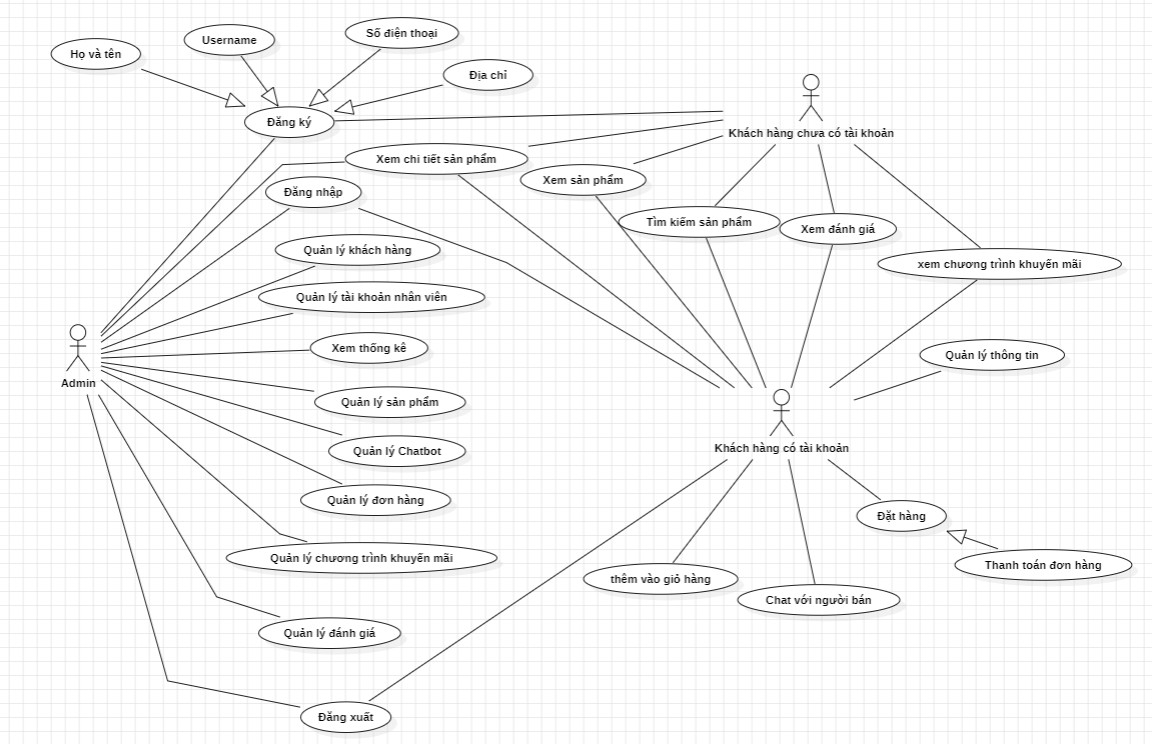 Họ và tên
Username
Số điện thoại
Địa chỉ
Đăng ký
Khách hàng chưa có tài khoản
Xem chi tiết sản phẩm
Xem sản phẩm
Đăng nhập
Tìm kiếm sản phẩm
Xem đánh giá
Quản lý khách hàng
xem chương trình khuyến mãi
Quản lý tài khoản nhân viên
Xem thống kê
Quản lý thông tin
Admin
Quản lý sản phẩm
Khách hàng có tài khoản
Quản lý Chatbot
Quản lý đơn hàng
Đặt hàng
Quản lý chương trình khuyến mãi
Thanh toán đơn hàng
thêm vào giỏ hàng
Chat với người bán
Quản lý đánh giá
Đăng xuất